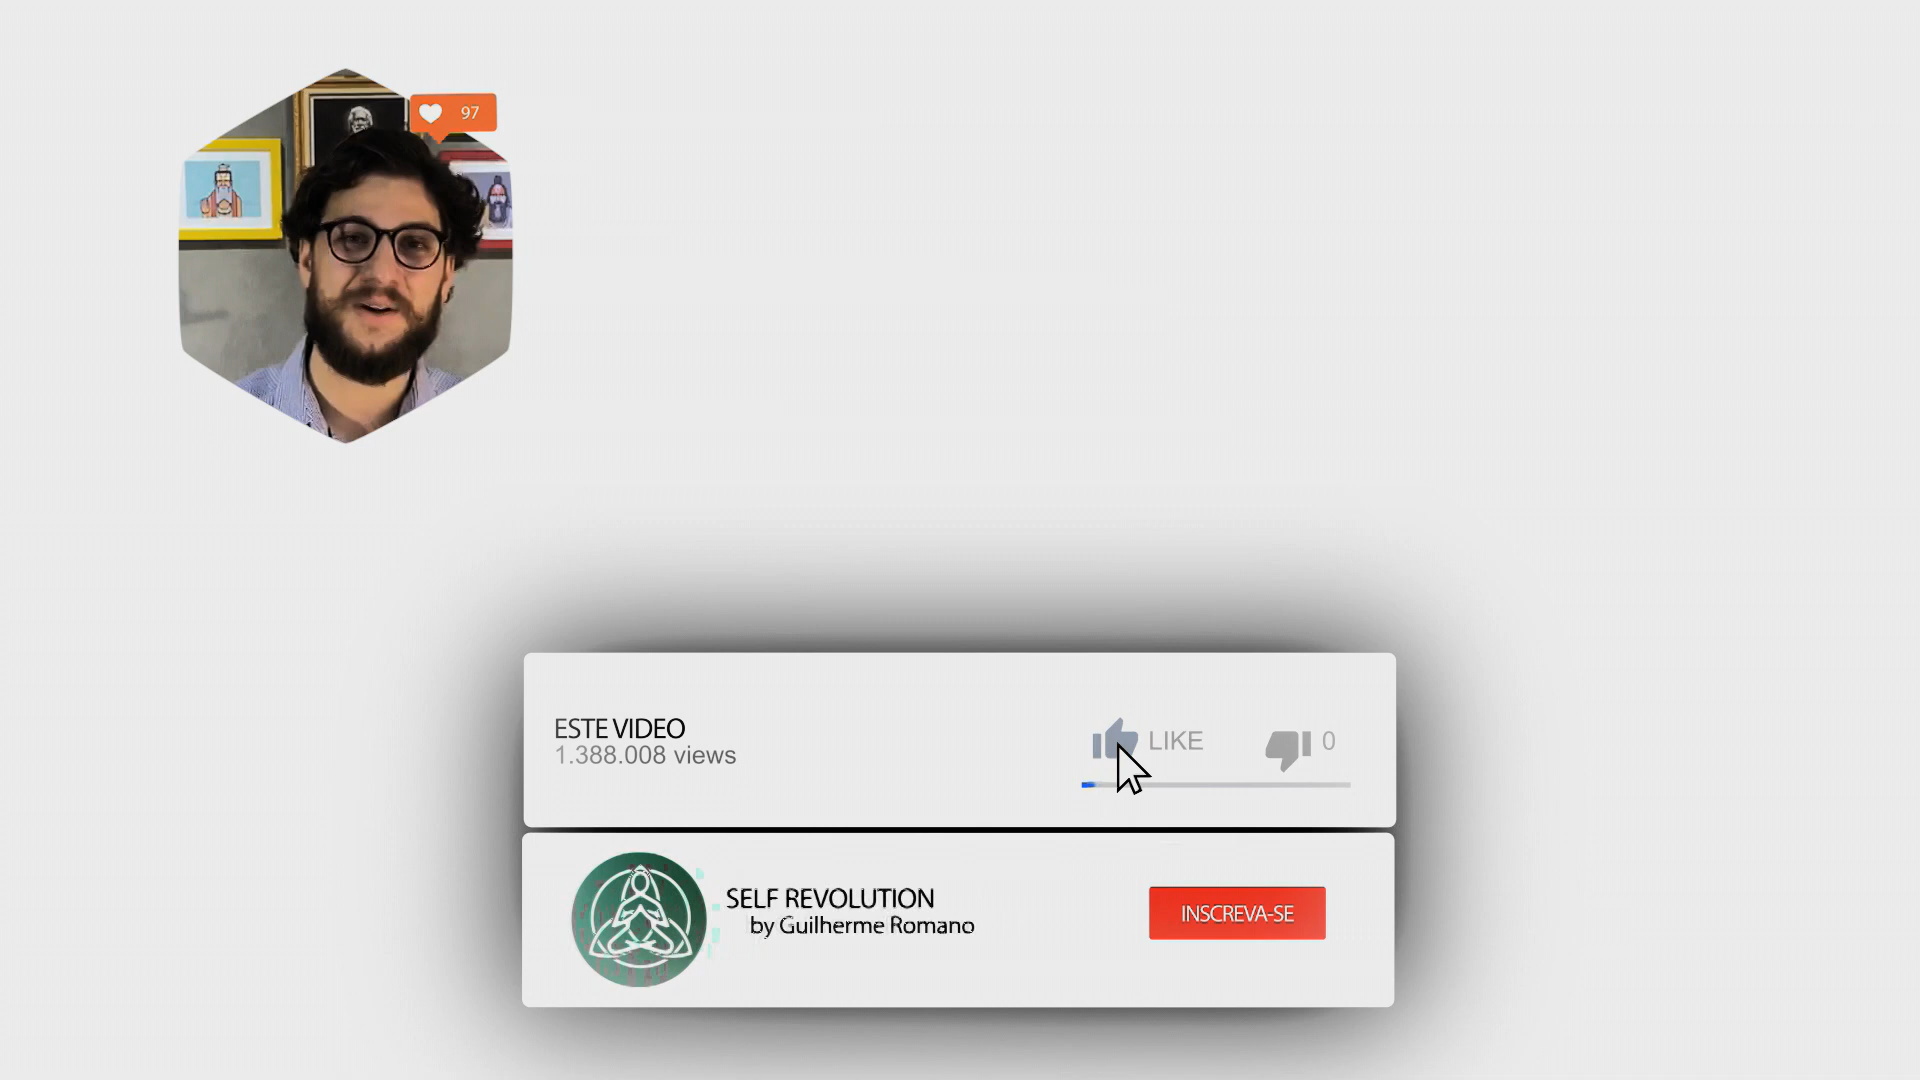 97
ESTE VIDEO
1.388.008 views
LIKE
0
SELF REVOLUTION
by Guilherme Romano
INSCREVA-SE